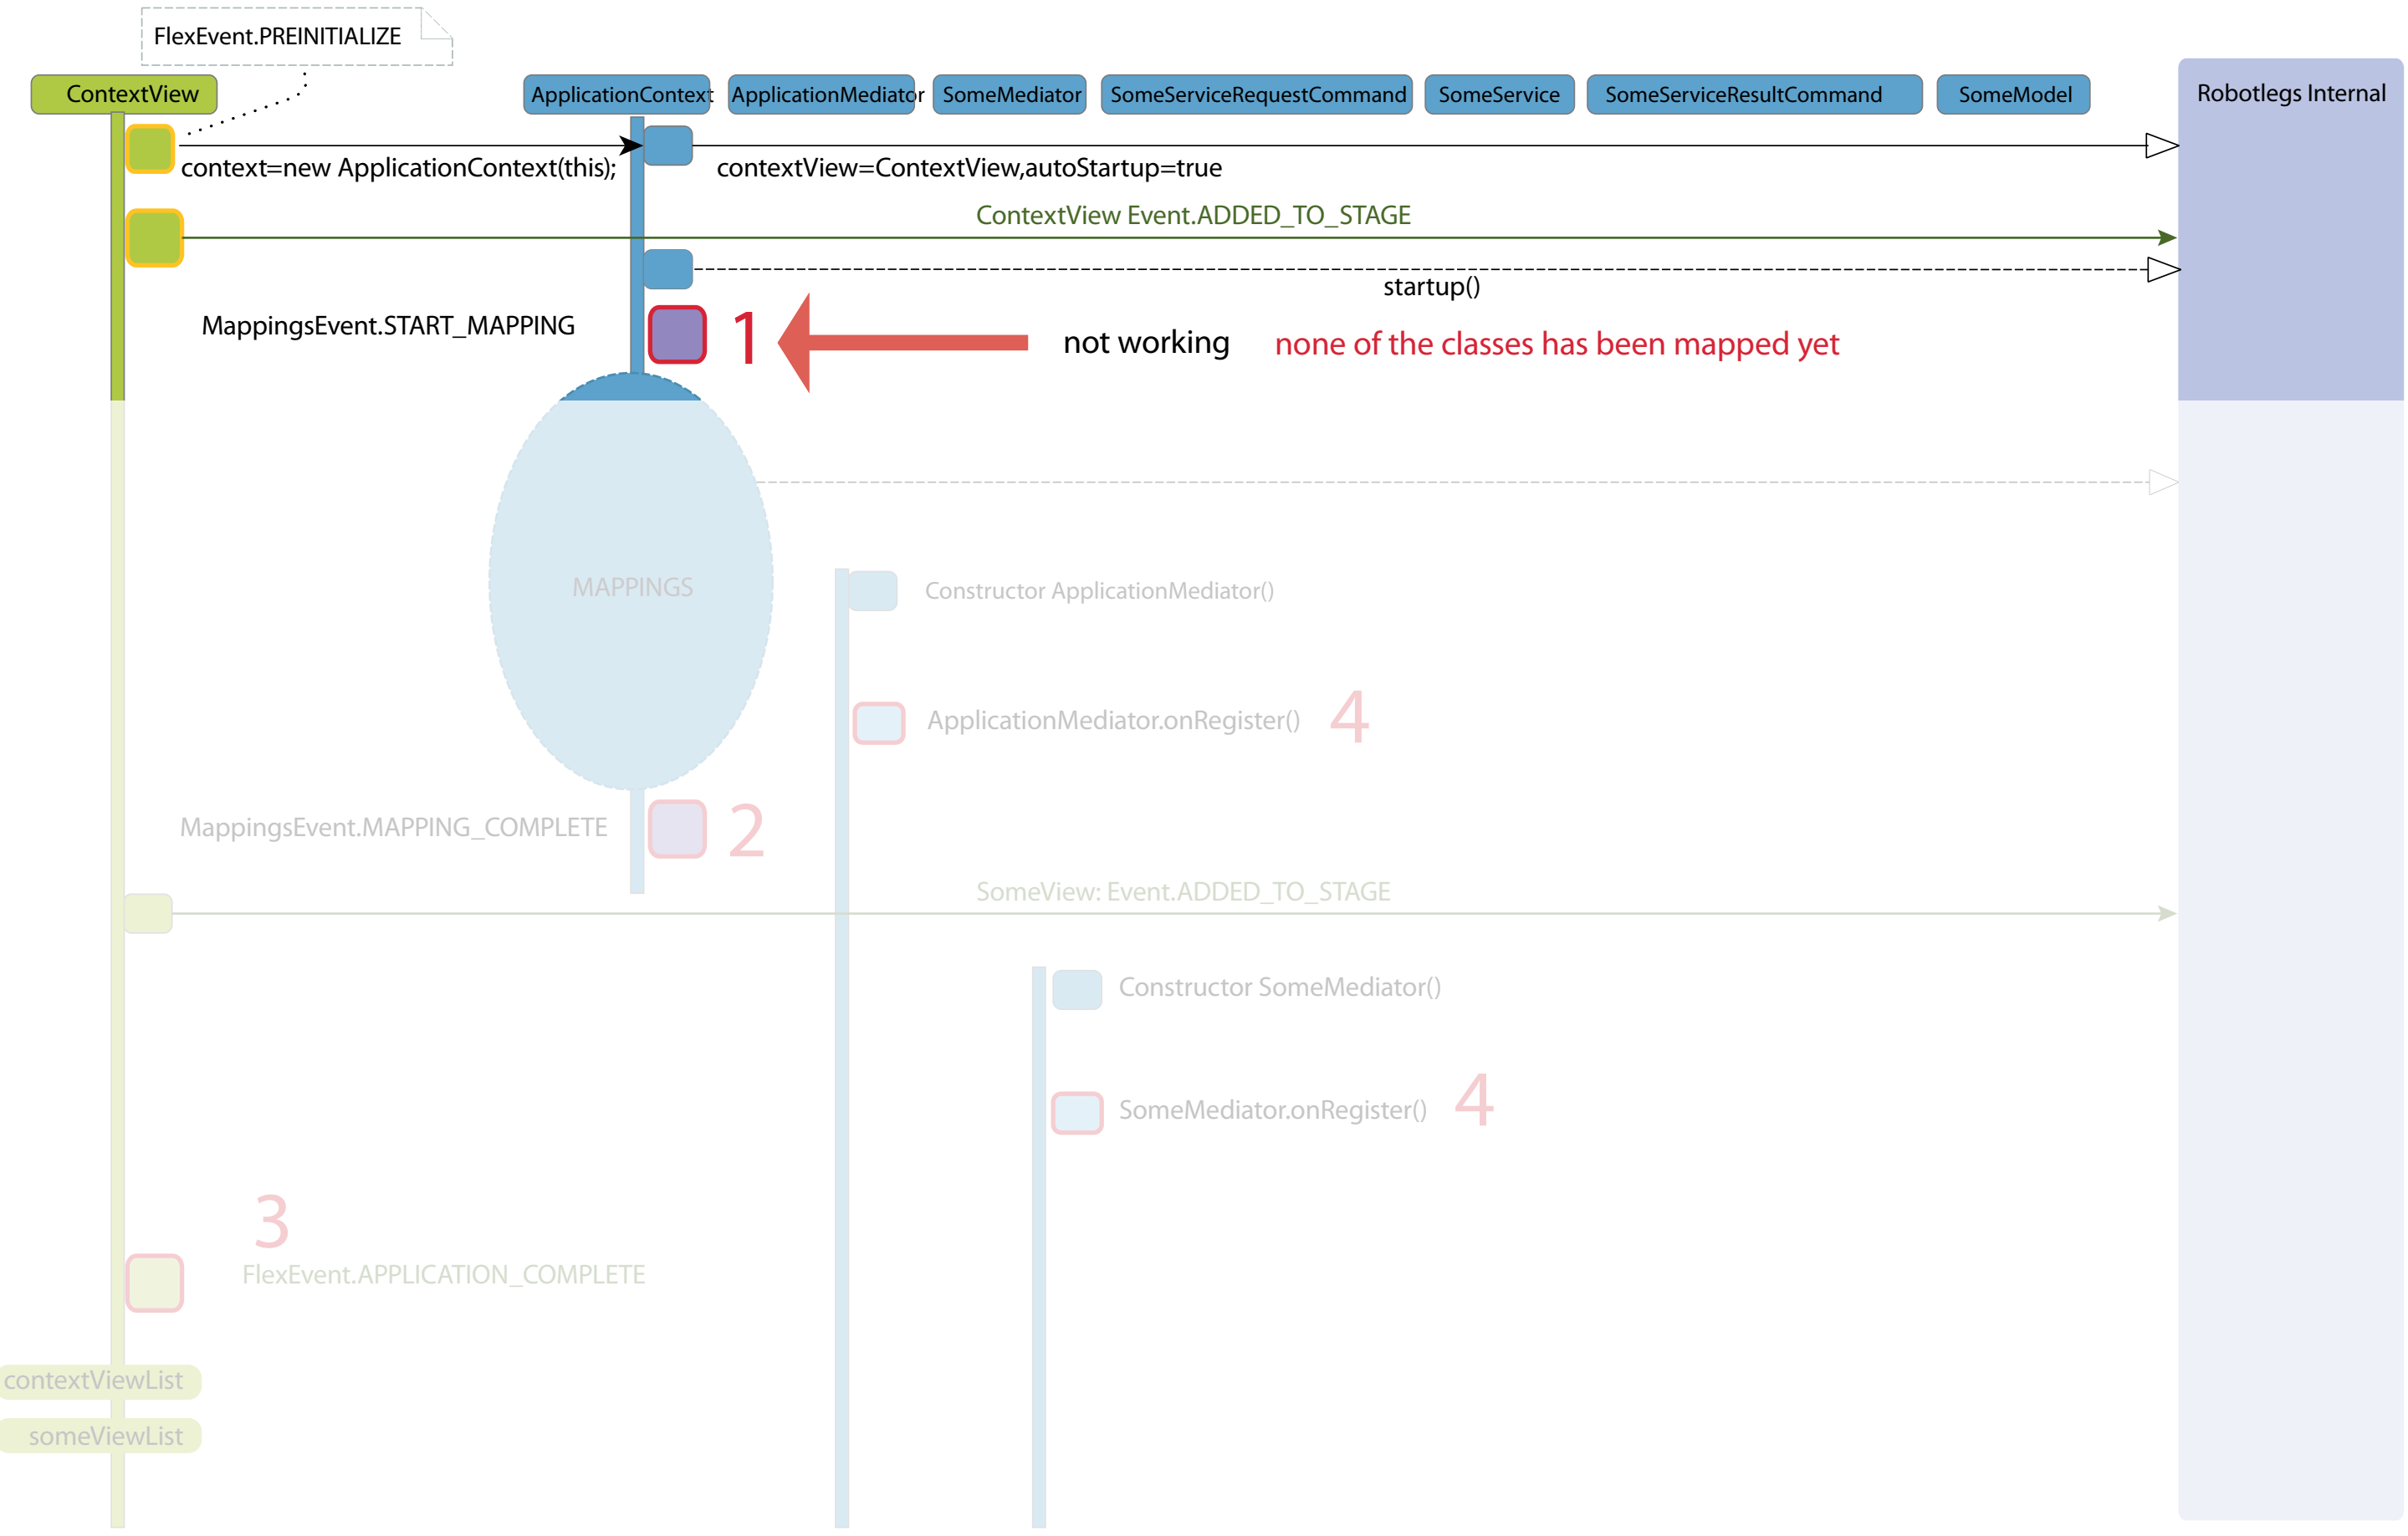 FlexEvent.PREINITIALIZE
ContextView
ApplicationContext
ApplicationMediator
SomeMediator
SomeServiceRequestCommand
SomeService
SomeServiceResultCommand
SomeModel
Robotlegs Internal
context=new ApplicationContext(this);
contextView=ContextView,autoStartup=true
ContextView Event.ADDED_TO_STAGE
startup()
MappingsEvent.START_MAPPING
1
not working
none of the classes has been mapped yet
MAPPINGS
Constructor ApplicationMediator()
ApplicationMediator.onRegister()
4
MappingsEvent.MAPPING_COMPLETE
2
SomeView: Event.ADDED_TO_STAGE
Constructor SomeMediator()
SomeMediator.onRegister()
4
3
FlexEvent.APPLICATION_COMPLETE
contextViewList
someViewList